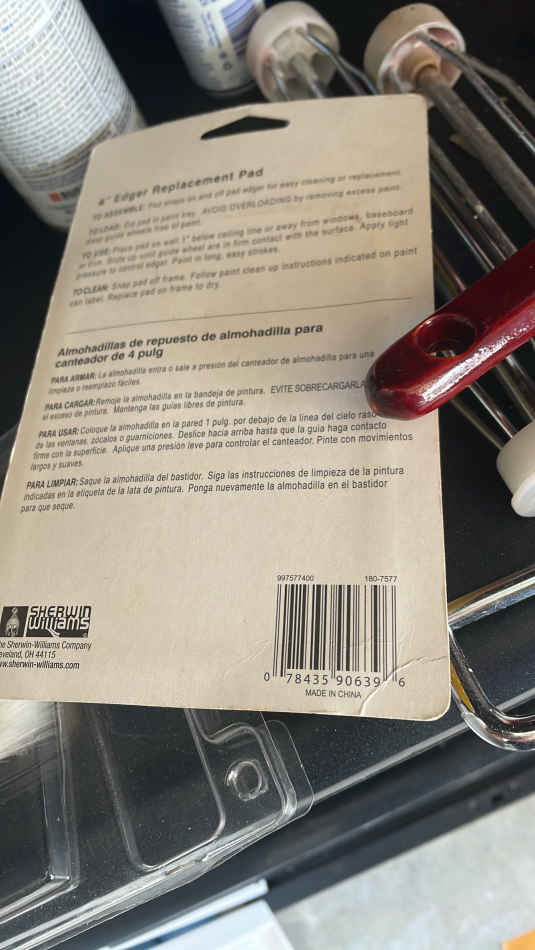 4" Edger Replacement Pad
TO ASSEMBLE: Pad snaps on and off pad edger for easy cleaning or replacement.
TO LOAD: Dip pad in paint tray. AVOID OVERLOADING by removing excess paint.
Keep guide wheels free of paint.
TO USE: Place pad on wall 1" below ceiling line or away from windows, baseboard
or trim. Slide up until guide wheel are in firm contact with the surface. Apply light
pressure to control edger. Paint in long, easy strokes.
TO CLEAR: Snap pad off frame. Follow paint clean up instructions indicated on paint
can label. Replace pad on frame to dry.
Almohadillas de repuesto de almohadilla para
canteador de 4 pulg
PARA ARMAR: La almohadilla entra o sale a presión del canteador de almohadilla para una
limpieza o reemplazo fáciles.
PARA CARGAR: Remoje la almohadilla en la bandeja de pintura. EVITE SOBRECARGARLA
el exceso de pintura. Mantenga las guías libres de pintura.
PARA USAR: Coloque la almohadilla en la pared 1 pulg. por debajo de la línea del cielo raso
de las ventanas, zócalos o guarniciones. Deslice hacia arriba hasta que la guía haga contacto
firme con la superficie. Aplique una presión leve para controlar el canteador. Pinte con movimientos
largos y suaves.
PARA LIMPIAR: Saque la almohadilla del bastidor. Siga las instrucciones de limpieza de la pintura
indicadas en la etiqueta de la lata de pintura. Ponga nuevamente la almohadilla en el bastidor
para que seque.
997577400 180-7577
SHERWIN
WILLIAMS
he Sherwin-Williams Company
eveland, OH 44115
ww.sherwin-williams.com
0 78435 90639 6
MADE IN CHINA